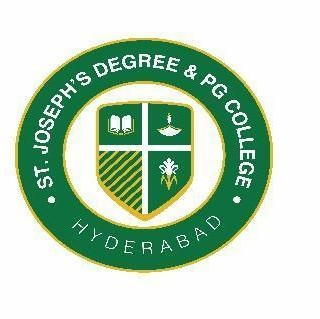 ST. JOSEPH'S DEGREE & PG COLLEGE
HYDERABAD